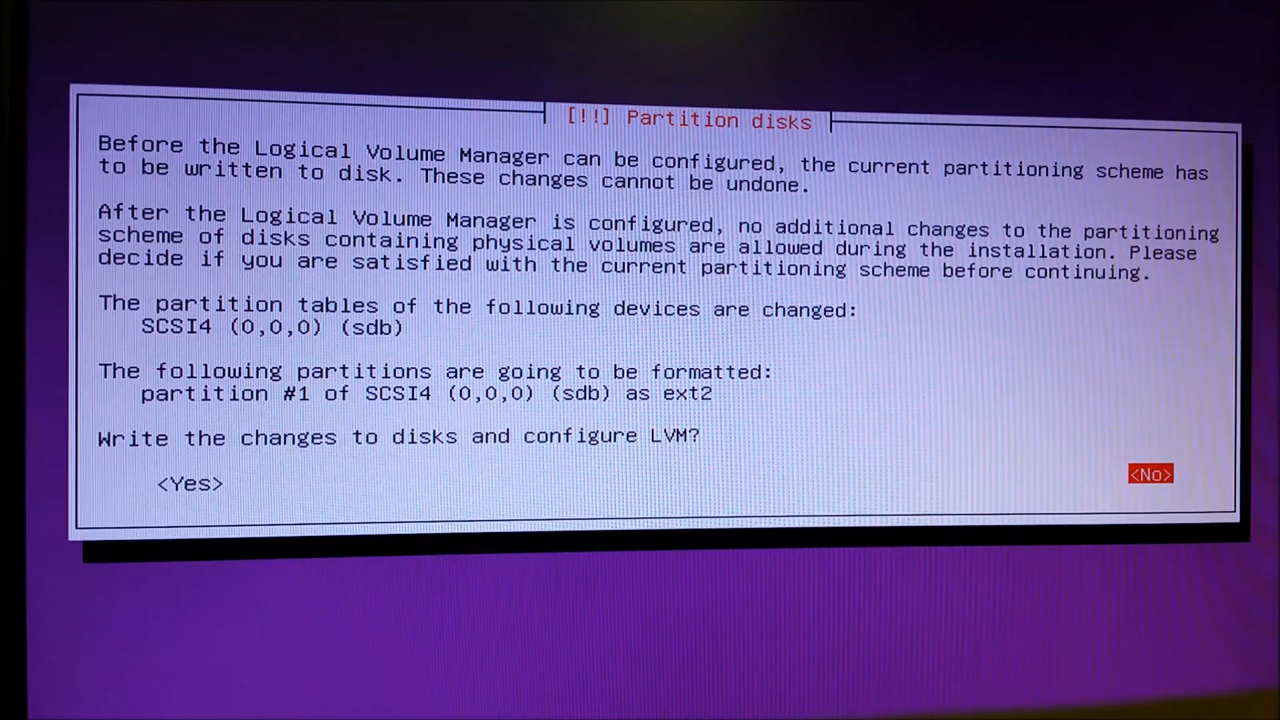 [!!] Partition disks
Before the Logical Volume Manager can be configured, the current partitioning scheme has
to be written to disk. These changes cannot be undone.
After the Logical Volume Manager is configured, no additional changes to the partitioning
scheme of disks containing physical volumes are allowed during the installation. Please
decide if you are satisfied with the current partitioning scheme before continuing.
The partition tables of the following devices are changed:
SCSI4 (0,0,0) (sdb)
The following partitions are going to be formatted:
partition #1 of SCSI4 (0,0,0) (sdb) as ext2
Write the changes to disks and configure LVM?
<Yes> <No>